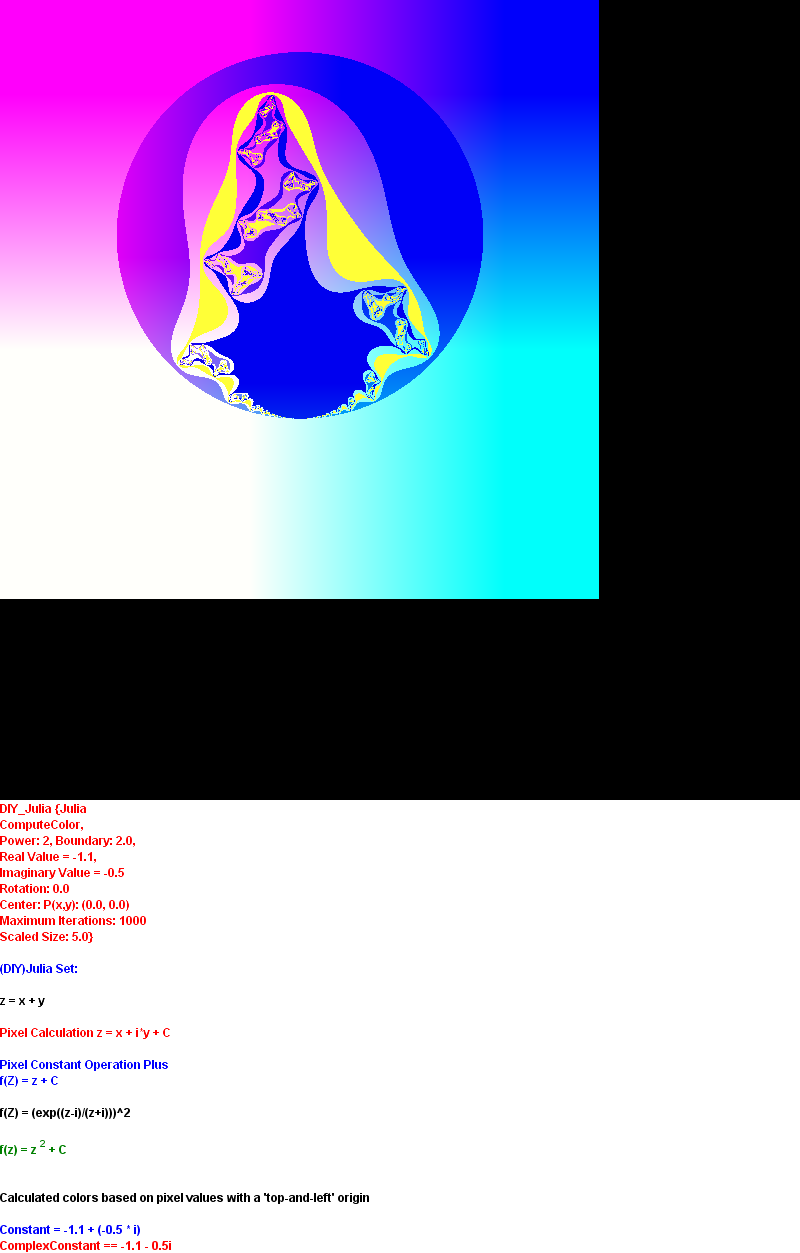 DIY_Julia {Julia
ComputeColor,
Power: 2, Boundary: 2.0,
Real Value = -1.1,
Imaginary Value = -0.5
Rotation: 0.0
Center: P(x,y): (0.0, 0.0)
Maximum Iterations: 1000
Scaled Size: 5.0}
(DIY)Julia Set:
z = x + y
Pixel Calculation z = x + i*y + C
Pixel Constant Operation Plus
f(Z) = z + C
f(Z) = (exp((z-i)/(z+i)))^2
f(z) = z 2 + C
Calculated colors based on pixel values with a 'top-and-left' origin
Constant = -1.1 + (-0.5 * i)
ComplexConstant == -1.1 - 0.5i